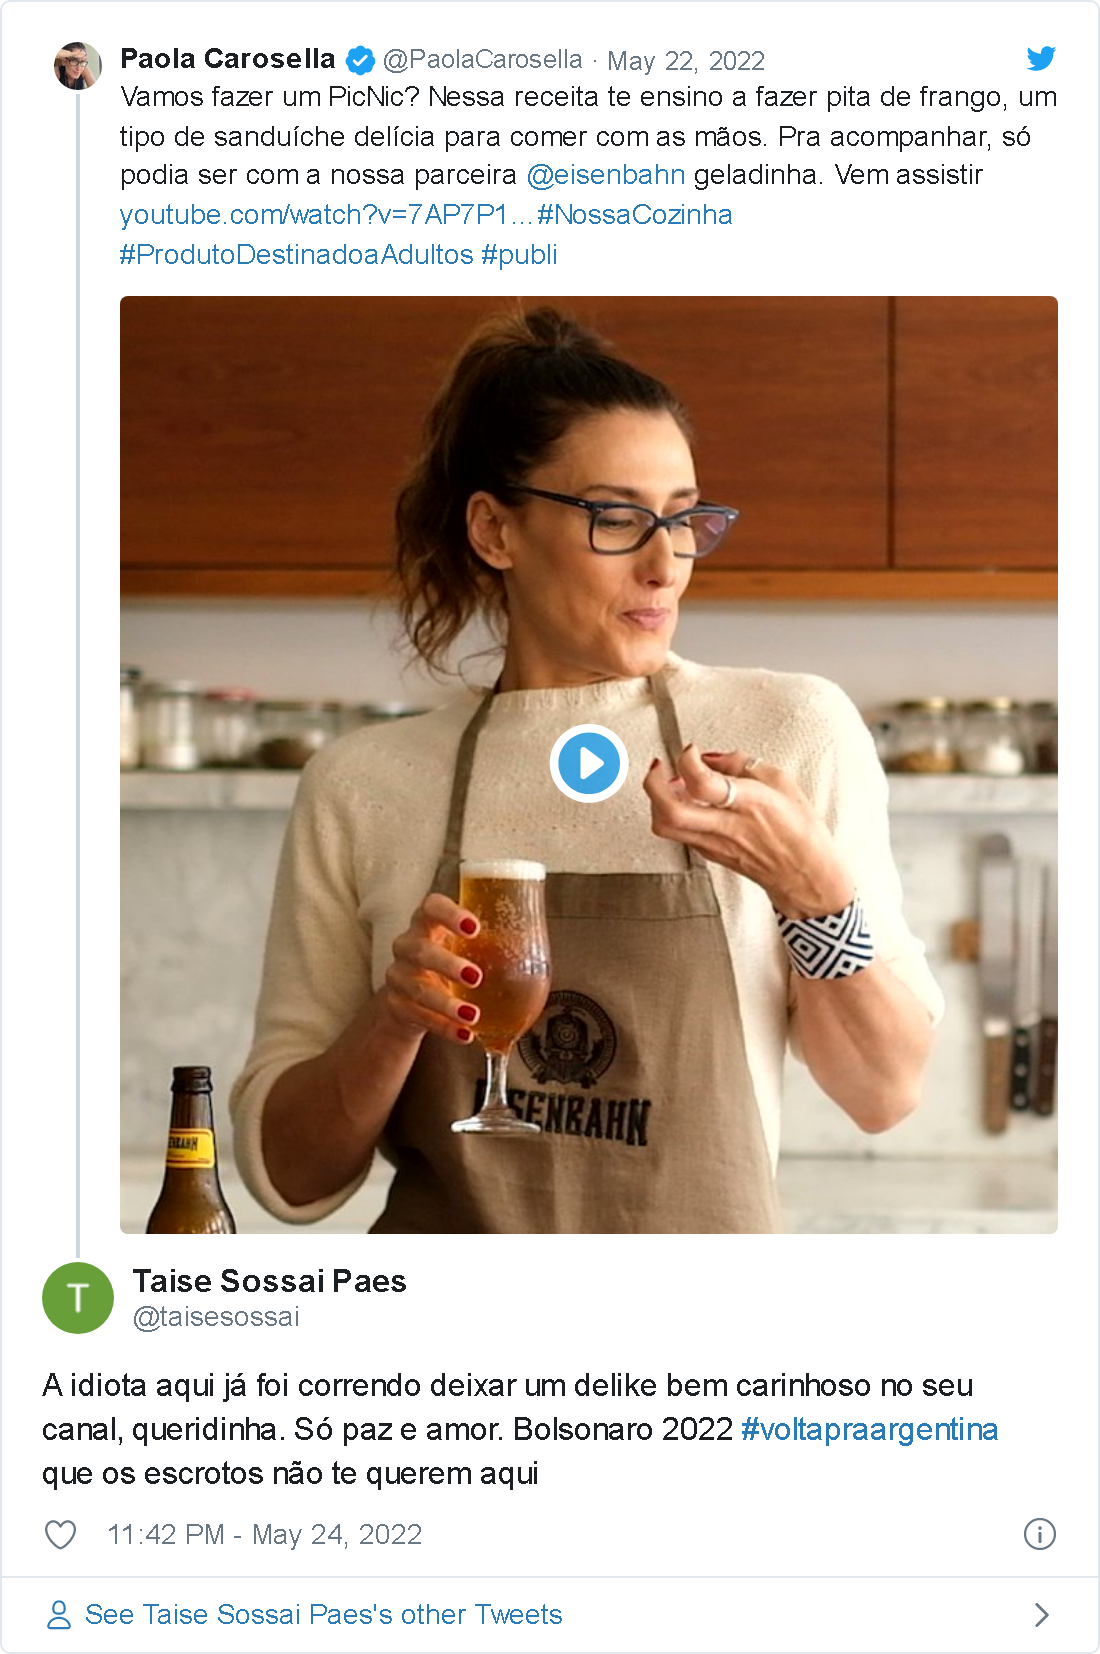 Paola Carosella @PaolaCarosella · May 22, 2022
Vamos fazer um PicNic? Nessa receita te ensino a fazer pita de frango, um
tipo de sanduíche delícia para comer com as mãos. Pra acompanhar, só
podia ser com a nossa parceira @eisenbahn geladinha. Vem assistir
youtube.com/watch?v=7AP7P1...#NossaCozinha
#ProdutoDestinadoaAdultos #publi
SENBAHN
ENBAHN
T
Taise Sossai Paes
@taisesossai
A idiota aqui já foi correndo deixar um delike bem carinhoso no seu
canal, queridinha. Só paz e amor. Bolsonaro 2022 #voltapraargentina
que os escrotos não te querem aqui
11:42 PM - May 24, 2022
See Taise Sossai Paes's other Tweets